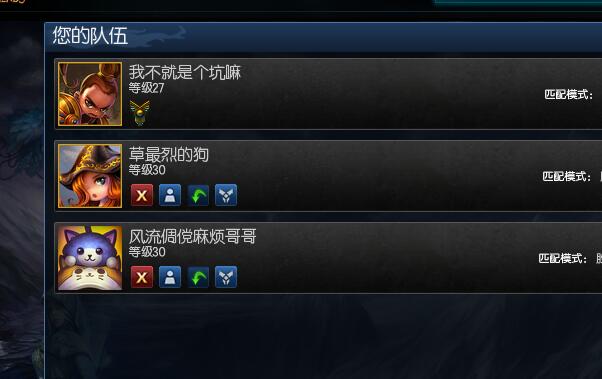 您的队伍
我不就是个坑嘛
等级27
匹配模式：
草最烈的狗
等级30
匹配模式：
风流倜傥麻烦哥哥
等级30
匹配模式：